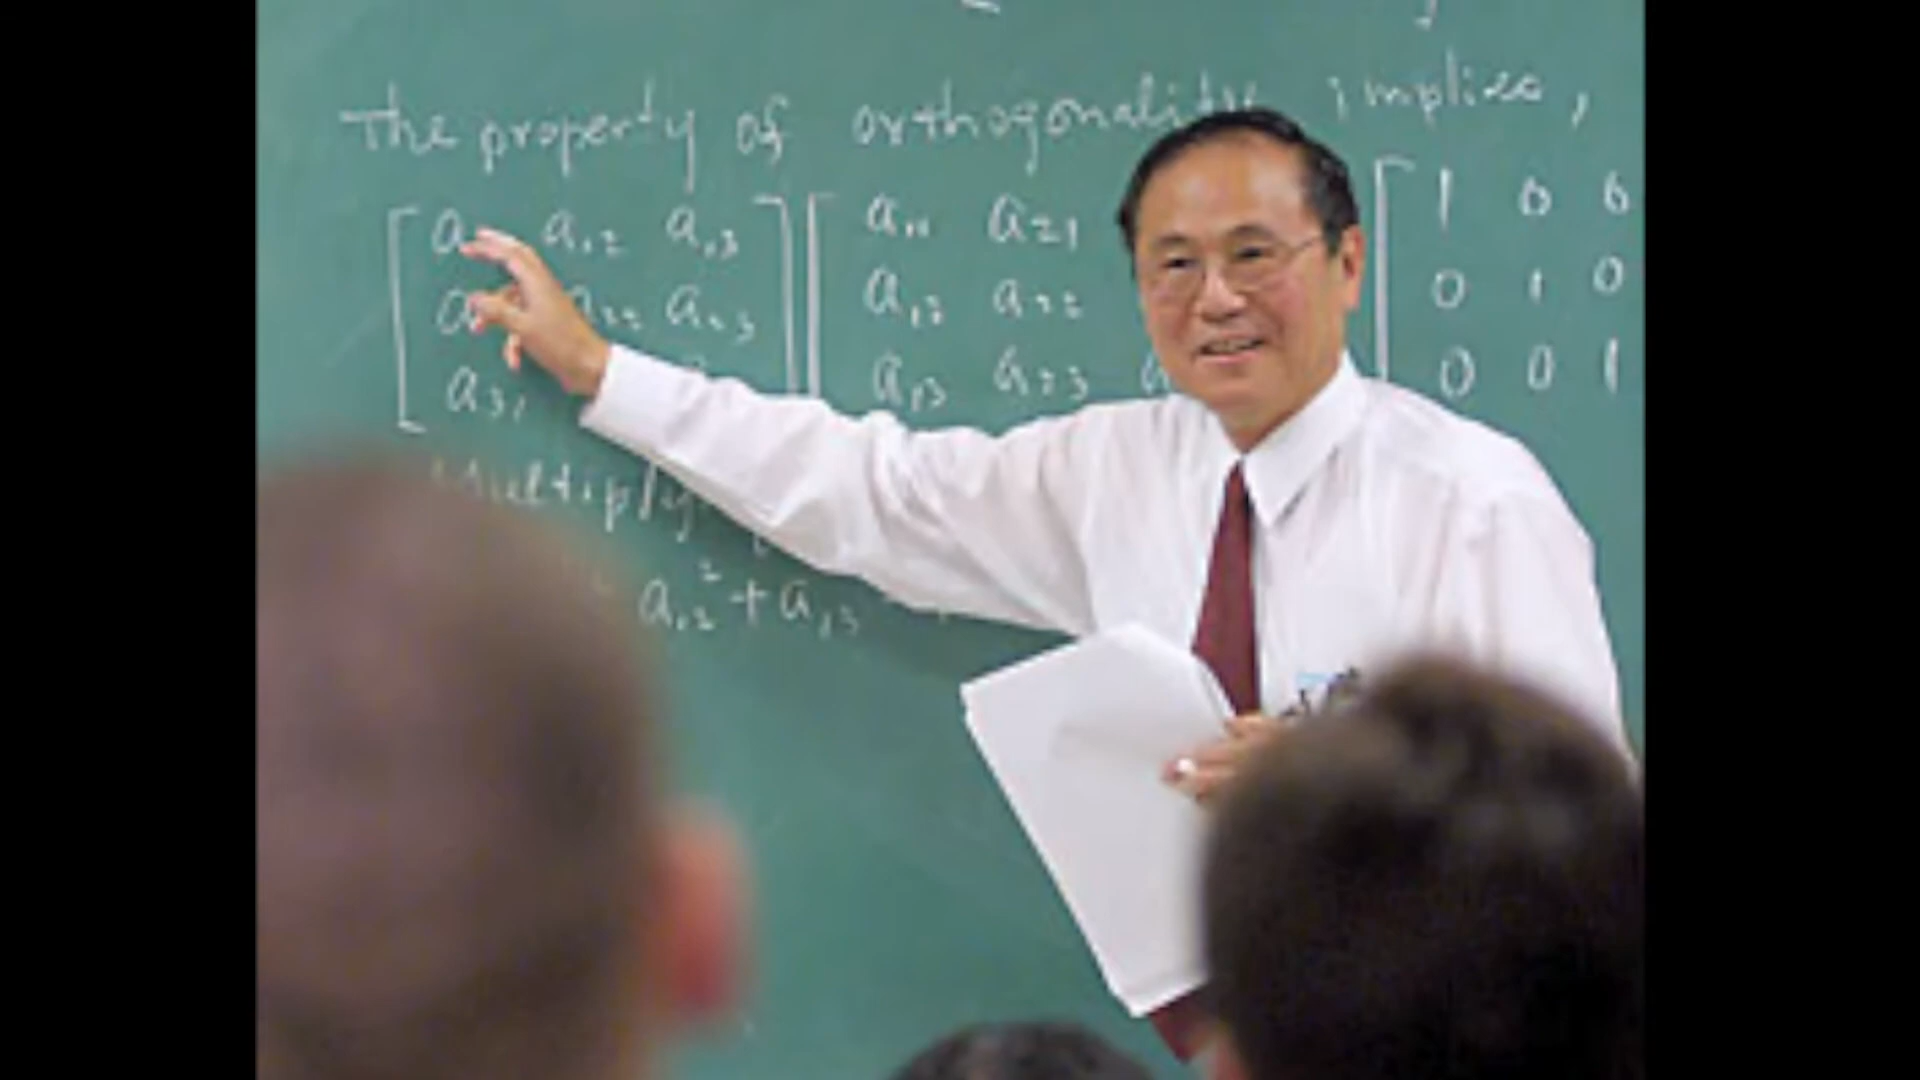 The property of orthogonality implies,
a₁₂ a₁₃ a₁₁ a₂₁ 1 0 0
a₂₂ a₂₃ a₁₂ a₂₂ 0 1 0
a₃₁ a₁₃ a₂₃ 0 0 1
Multiply
a₁₂² + a₁₃